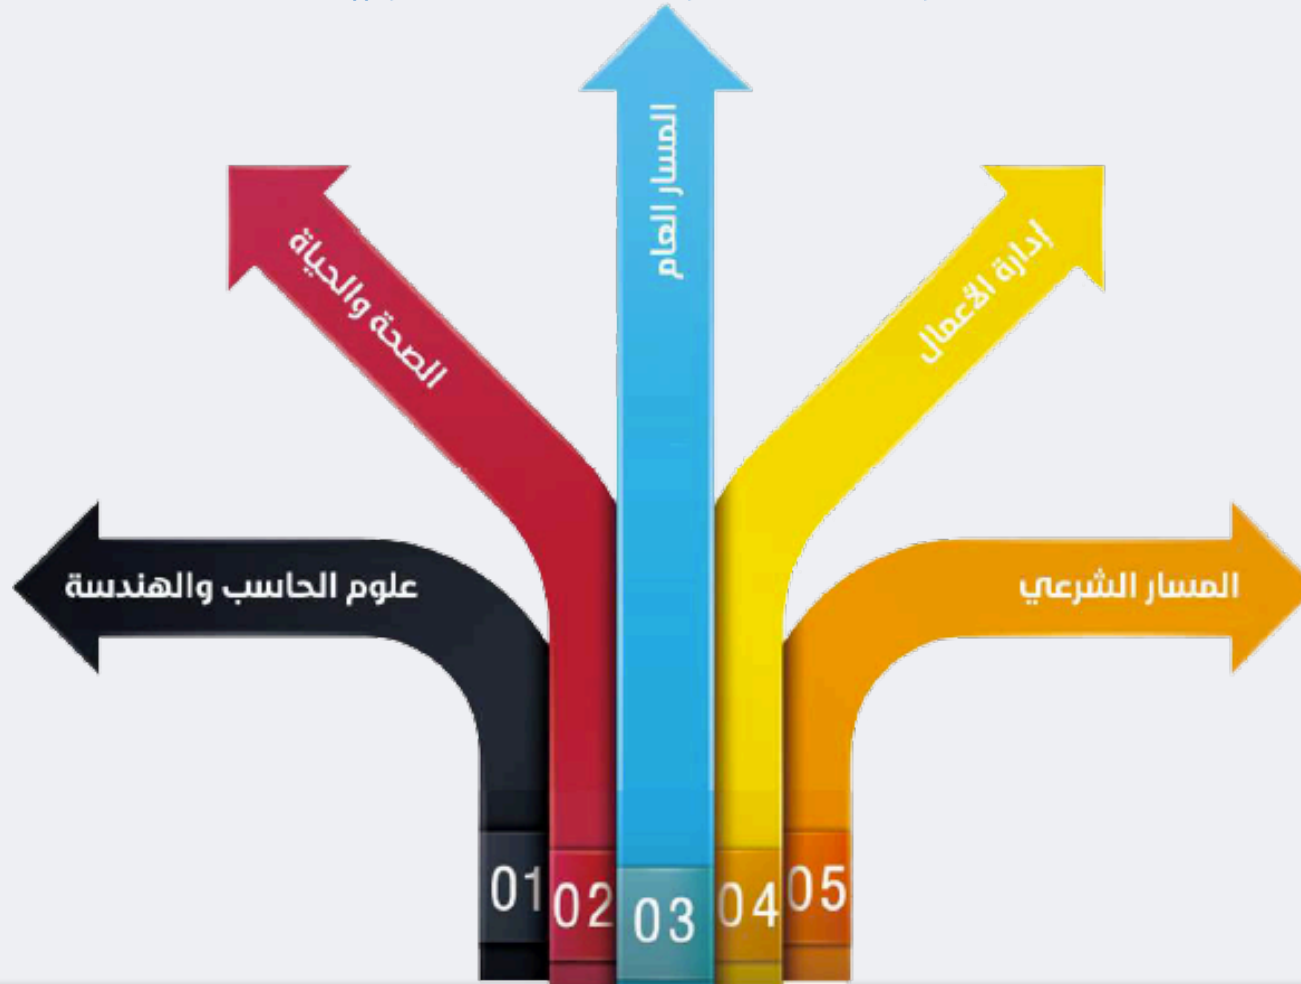 المسار العام
الصحة والحياة
إدارة الأعمال
علوم الحاسب والهندسة
المسار الشرعي
01
02
03
04
05